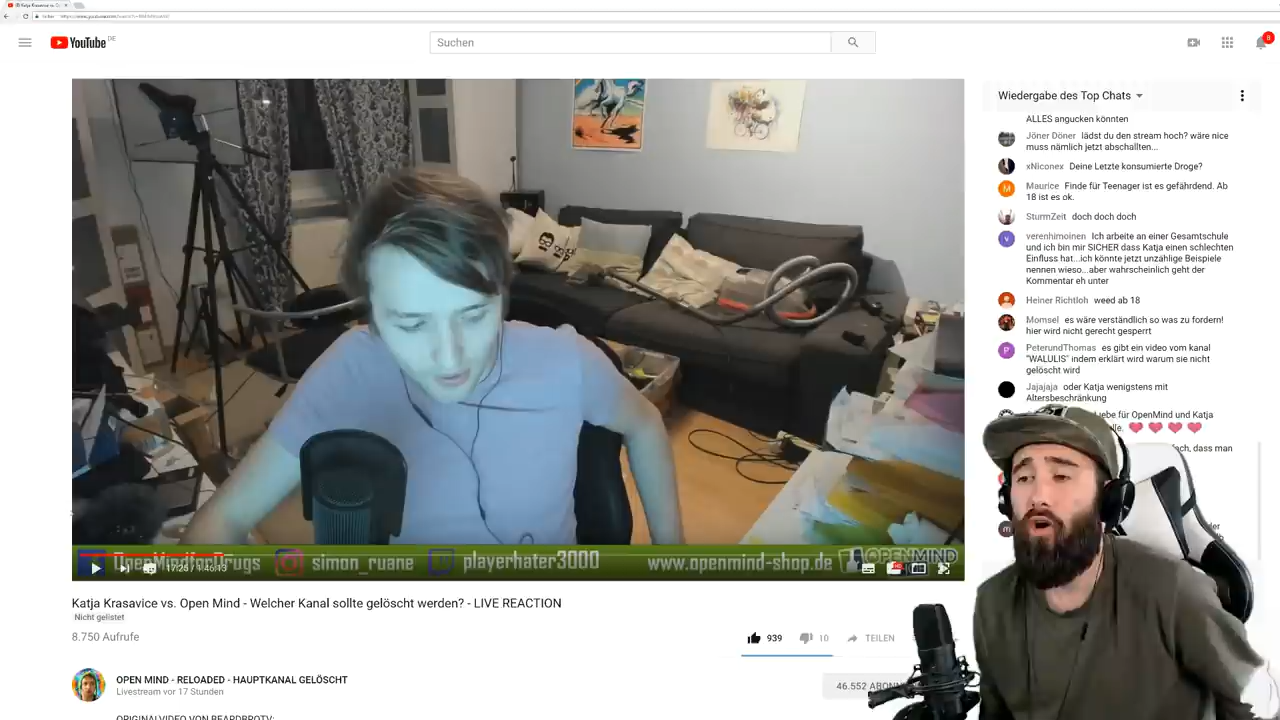 YouTube DE
Suchen
8
Wiedergabe des Top Chats
ALLES angucken könnten
Jöner Döner lädst du den stream hoch? wäre nice
muss nämlich jetzt abschallten...
xNiconex Deine Letzte konsumierte Droge?
M
Maurice Finde für Teenager ist es gefährdend. Ab
18 ist es ok.
SturmZeit doch doch doch
v
verenhimoinen Ich arbeite an einer Gesamtschule
und ich bin mir SICHER dass Katja einen schlechten
Einfluss hat...ich könnte jetzt unzählige Beispiele
nennen wieso...aber wahrscheinlich geht der
Kommentar eh unter
Heiner Richtloh weed ab 18
Momsel es wäre verständlich so was zu fordern!
hier wird nicht gerecht gesperrt
P
PeterundThomas es gibt ein video vom kanal
"WALULIS" indem erklärt wird warum sie nicht
gelöscht wird
Jajajaja oder Katja wenigstens mit
Altersbeschränkung
liebe für OpenMind und Katja
dass man
simon_ruane
playerhater3000
www.openmind-shop.de
OPENMIND
Katja Krasavice vs. Open Mind - Welcher Kanal sollte gelöscht werden? - LIVE REACTION
Nicht gelistet
8.750 Aufrufe
939
10
TEILEN
OPEN MIND - RELOADED - HAUPTKANAL GELÖSCHT
Livestream vor 17 Stunden
46.552
ORIGINALVIDEO VON BEARDBROTV: